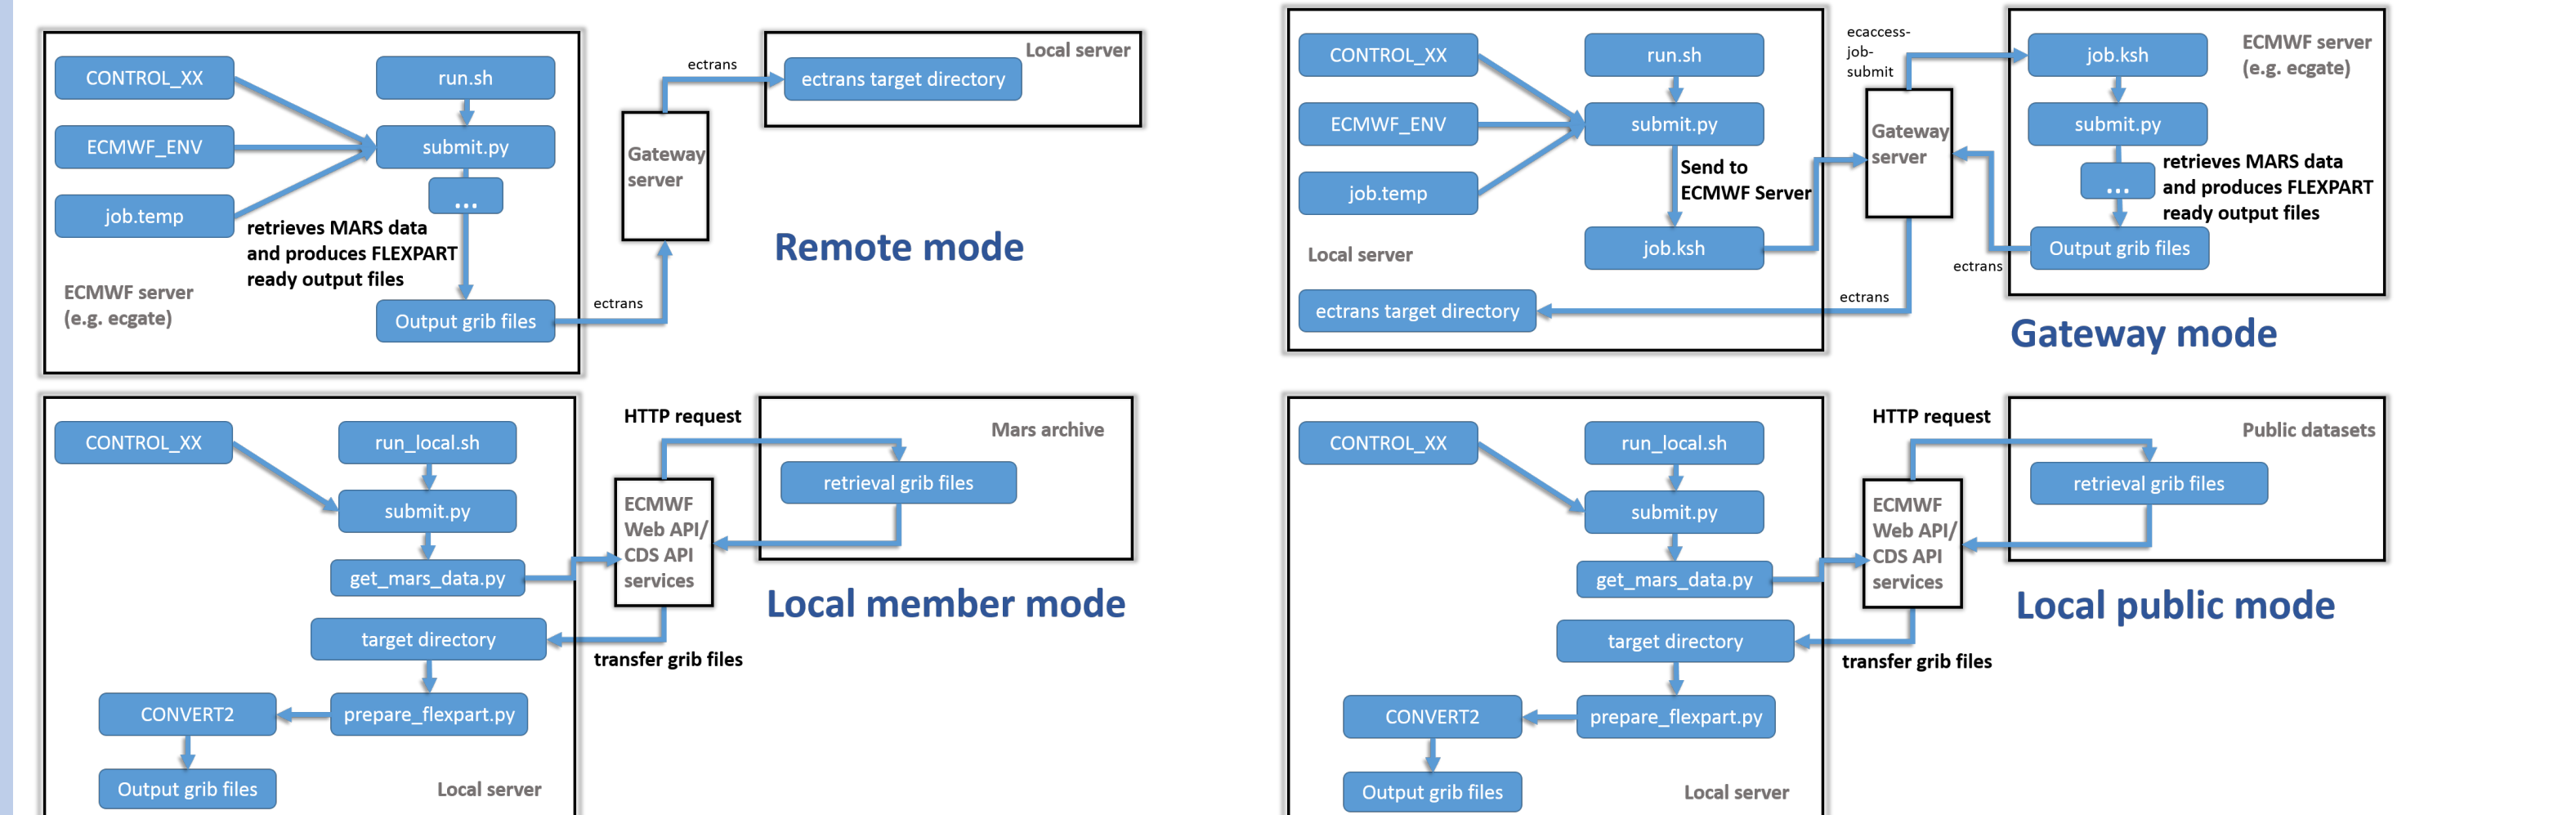 CONTROL_XX
ECMWF_ENV
job.temp
run.sh
submit.py
...
retrieves MARS data
and produces FLEXPART
ready output files
ECMWF server
(e.g. ecgate)
Output grib files
ectrans
Gateway
server
ectrans
Local server
ectrans target directory
Remote mode
CONTROL_XX
ECMWF_ENV
job.temp
run.sh
submit.py
Send to
ECMWF Server
job.ksh
Local server
ectrans target directory
ecaccess-
job-
submit
Gateway
server
ectrans
ectrans
job.ksh
ECMWF server
(e.g. ecgate)
submit.py
...
retrieves MARS data
and produces FLEXPART
ready output files
Output grib files
Gateway mode
CONTROL_XX
run_local.sh
submit.py
get_mars_data.py
target directory
prepare_flexpart.py
CONVERT2
Output grib files
Local server
HTTP request
ECMWF
Web API/
CDS API
services
transfer grib files
Mars archive
retrieval grib files
Local member mode
CONTROL_XX
run_local.sh
submit.py
get_mars_data.py
target directory
prepare_flexpart.py
CONVERT2
Output grib files
Local server
HTTP request
ECMWF
Web API/
CDS API
services
transfer grib files
Public datasets
retrieval grib files
Local public mode